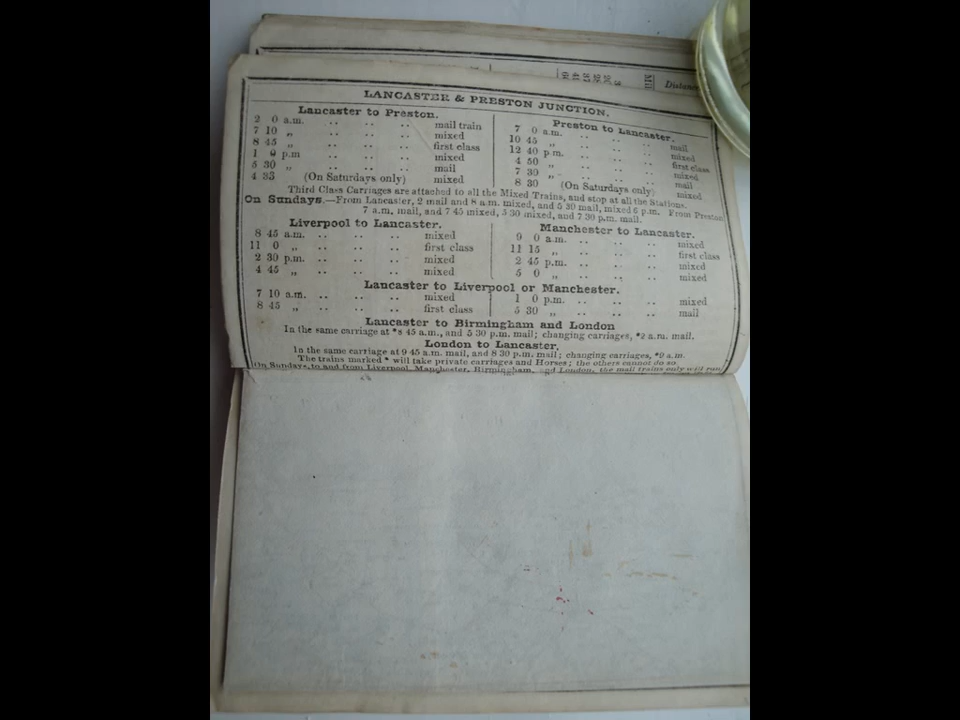 Distance
LANCASTER & PRESTON JUNCTION.
Lancaster to Preston.
2 0 a.m. .. .. .. mail train
7 10 „ .. .. .. mixed
8 45 „ .. .. .. first class
1 0 p.m .. .. .. mixed
5 30 „ .. .. .. mail
4 33 (On Saturdays only) mixed
Preston to Lancaster.
7 0 a.m. .. .. .. mail
10 45 „ .. .. .. mixed
12 40 p.m. .. .. .. first class
4 50 „ .. .. .. mixed
7 30 „ .. .. .. mail
8 30 (On Saturdays only) mixed
Third Class Carriages are attached to all the Mixed Trains, and stop at all the Stations.
On Sundays.—From Lancaster, 2 mail and 8 a.m. mixed, and 5 30 mail, mixed 6 p.m. From Preston
7 a.m, mail, and 7 45 mixed, 5 30 mixed, and 7 30 p.m. mail.
Liverpool to Lancaster.
8 45 a.m. .. .. .. mixed
11 0 „ .. .. .. first class
2 30 p.m. .. .. .. mixed
4 45 „ .. .. .. mixed
Manchester to Lancaster.
9 0 a.m. .. .. .. mixed
11 15 „ .. .. .. first class
2 45 p.m. .. .. .. mixed
5 0 „ .. .. .. mixed
Lancaster to Liverpool or Manchester.
7 10 a.m. .. .. .. mixed
8 45 „ .. .. .. first class
1 0 p.m. .. .. .. mixed
5 30 „ .. .. .. mail
Lancaster to Birmingham and London
In the same carriage at *8 45 a.m., and 5 30 p.m. mail; changing carriages, *2 a.m. mail.
London to Lancaster.
In the same carriage at 9 45 a.m. mail, and 8 30 p.m. mail; changing carriages, *9 a.m.
The trains marked * will take private carriages and Horses; the others cannot do so.
On Sundays, to and from Liverpool, Manchester, Birmingham, and London, the mail trains only will run